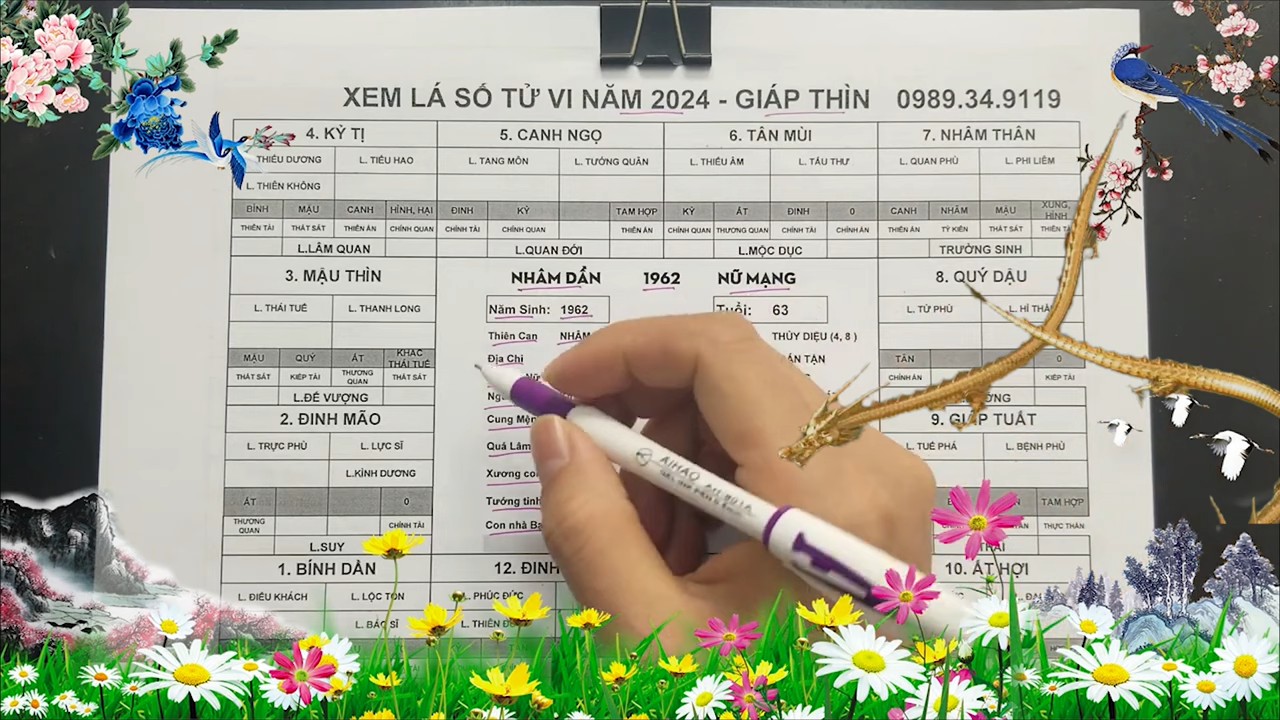 XEM LÁ SỐ TỬ VI NĂM 2024 - GIÁP THÌN 0989.34.9119
4. KỶ TỊ 5. CANH NGỌ 6. TÂN MÙI 7. NHÂM THÂN
THIẾU DƯƠNG L. TIÊU HAO L. TANG MÔN L. TƯỚNG QUÂN L. THIẾU ÂM L. TẤU THƯ L. QUAN PHÙ L. PHI LIÊM
L. THIÊN KHÔNG
BÍNH MẬU CANH HÌNH, HẠI ĐINH KỶ TAM HỢP KỶ ẤT ĐINH 0 CANH NHÂM MẬU XUNG, HÌNH
THIÊN TÀI THIÊN TÀI THIÊN ẤN CHÍNH QUAN CHÍNH TÀI CHÍNH QUAN THIÊN ẤN CHÍNH QUAN THƯƠNG QUAN CHÍNH TÀI CHÍNH ẤN THIÊN ẤN TỶ KIÊN THẤT SÁT
L.LÂM QUAN L.QUAN ĐỚI L.MỘC DỤC TRƯỜNG SINH
3. MẬU THÌN NHÂM DẦN 1962 NỮ MẠNG 8. QUÝ DẬU
L. THÁI TUẾ L. THANH LONG Năm Sinh: 1962 Tuổi: 63 L. TỬ PHÙ
Thiên Can THỦY DIỆU (4, 8 )
MẬU QUÝ ẤT KHẮC THÁI TUẾ Địa Chỉ TẬN TÂN 0
THẤT SÁT KIẾP TÀI THƯƠNG QUAN THẤT SÁT CHÍNH ẤN KIẾP TÀI
L.ĐẾ VƯỢNG
2. ĐINH MÃO Cung 9. GIÁP TUẤT
L. TRỰC PHÙ L. LỰC SĨ Quả L. TUẾ PHÁ L. BỆNH PHÙ
L.KÌNH DƯƠNG Xương
ẤT 0 Tướng TAM HỢP
THƯƠNG QUAN CHÍNH TÀI Con nhà THỰC THẦN
L.SUY
1. BÍNH DẦN 12. 10. ẤT HỢI
L. ĐIẾU KHÁCH L. LỘC TỒN PHÚC ĐỨC
L. BÁC SĨ
AIHAO